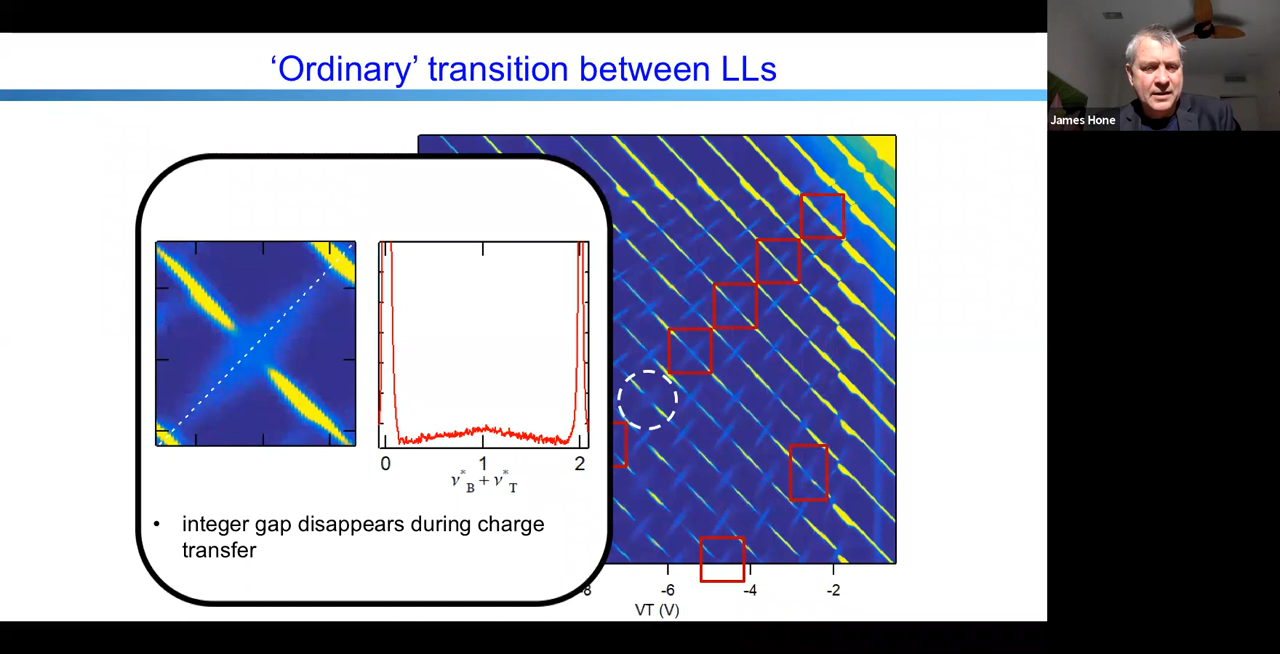 ‘Ordinary’ transition between LLs
James Hone
0 1 2
ν*B + ν*T
• integer gap disappears during charge
transfer
8 -6 -4 -2
VT (V)